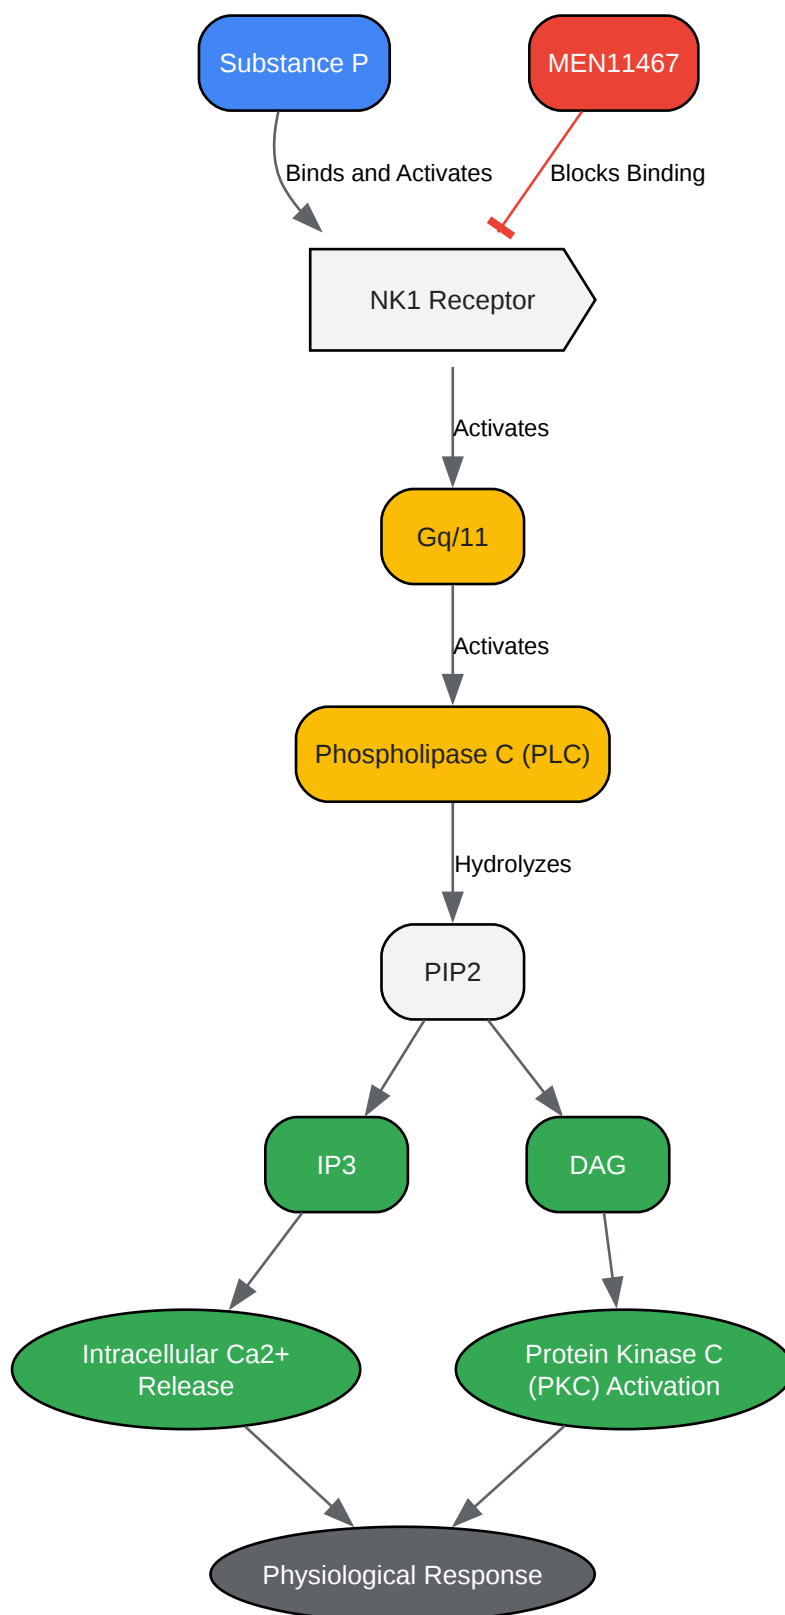 Substance P
MEN11467
Binds and Activates
Blocks Binding
NK1 Receptor
Activates
Gq/11
Activates
Phospholipase C (PLC)
Hydrolyzes
PIP2
IP3
DAG
Intracellular Ca2+
Release
Protein Kinase C
(PKC) Activation
Physiological Response